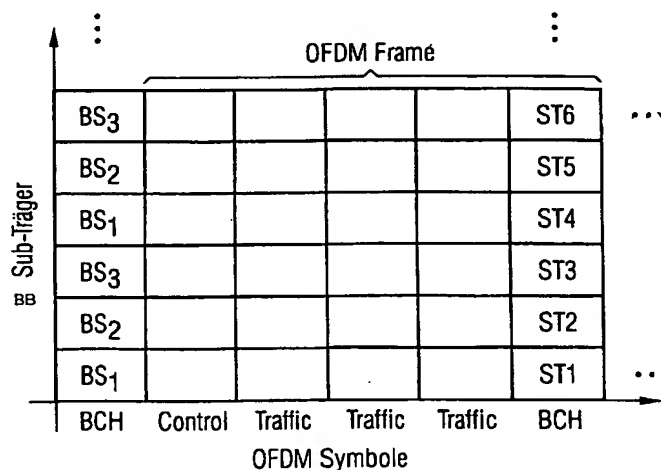 OFDM Frame
BS3 ST6
BS2 ST5
BS1 ST4
BS3 ST3
BS2 ST2
BS1 ST1
BB Sub-Träger
BCH Control Traffic Traffic Traffic BCH
OFDM Symbole